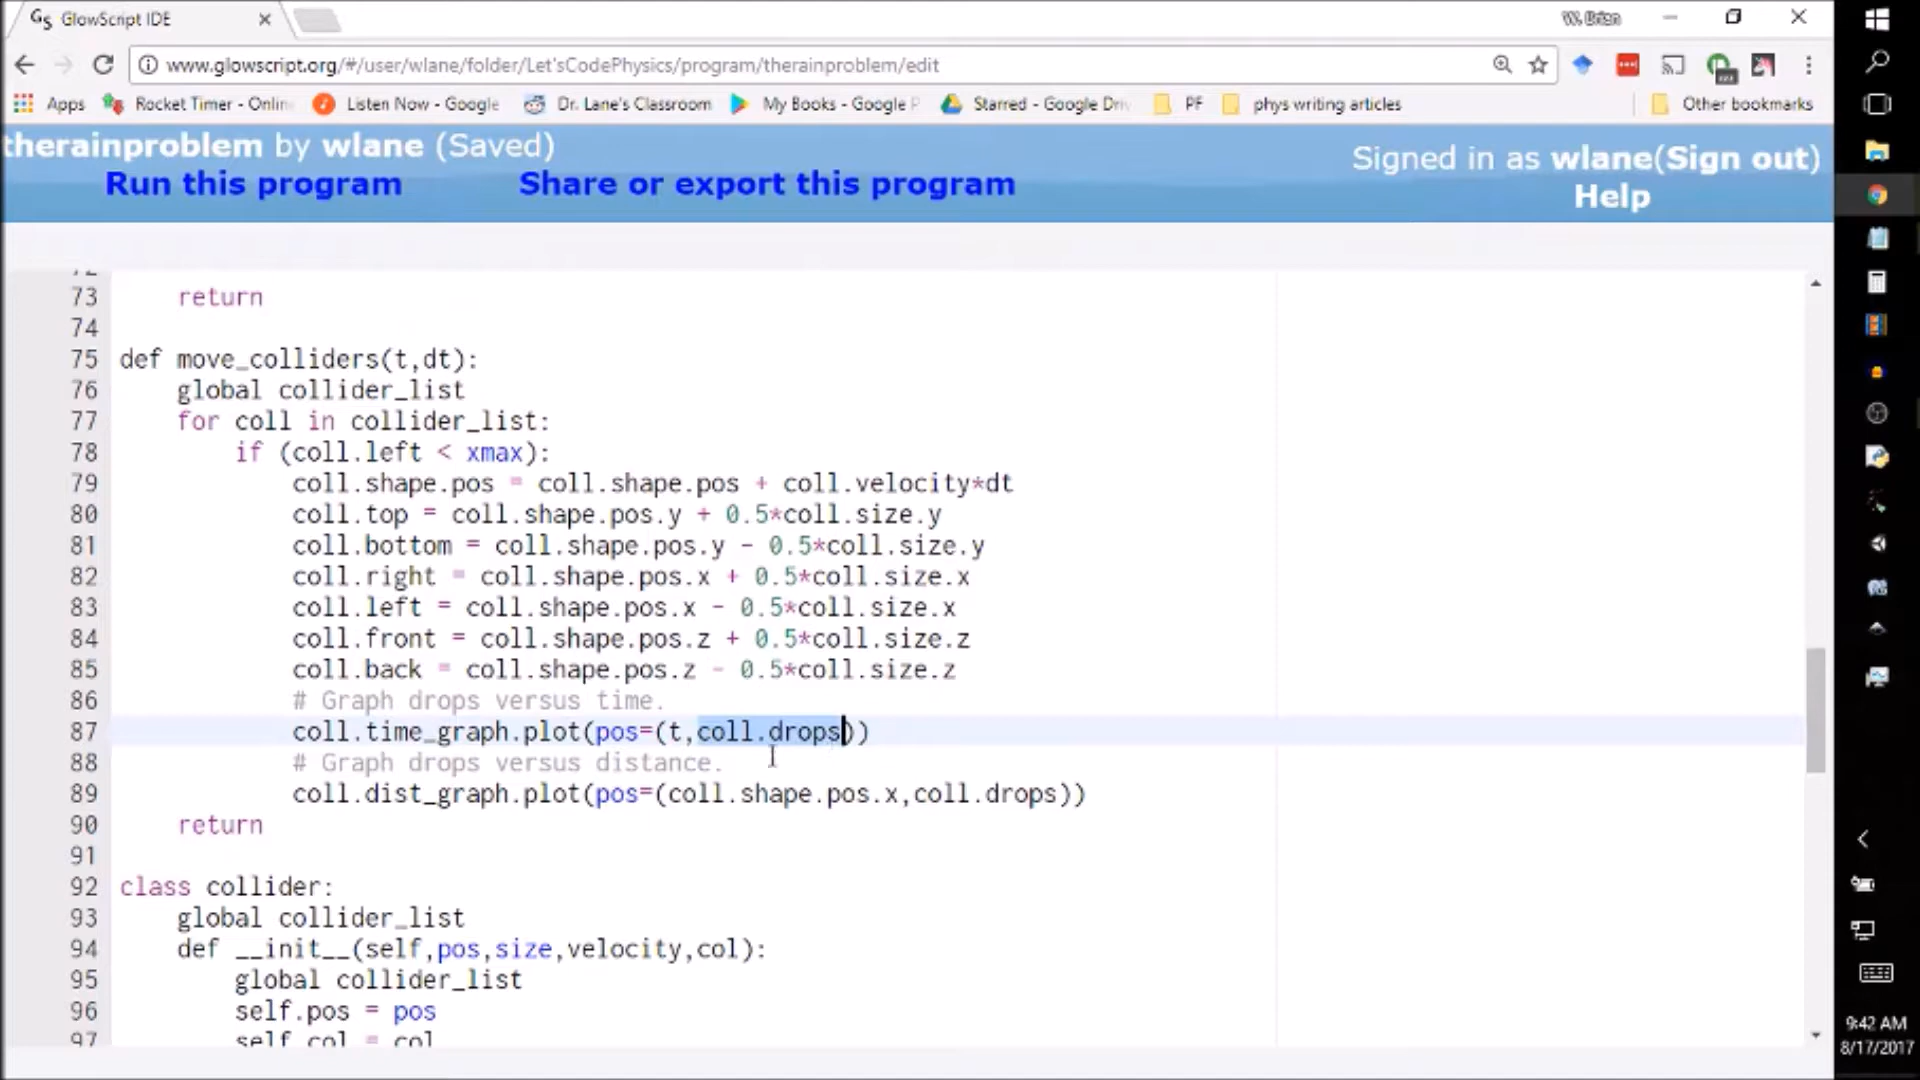 GlowScript IDE
W. Brian
www.glowscript.org/#/user/wlane/folder/Let'sCodePhysics/program/therainproblem/edit
Apps Rocket Timer - Onlin Listen Now - Google Dr. Lane's Classroom My Books - Google P Starred - Google Driv PF phys writing articles Other bookmarks
therainproblem by wlane (Saved)
Signed in as wlane(Sign out)
Run this program Share or export this program
Help
72
73 return
74
75 def move_colliders(t,dt):
76 global collider_list
77 for coll in collider_list:
78 if (coll.left < xmax):
79 coll.shape.pos = coll.shape.pos + coll.velocity*dt
80 coll.top = coll.shape.pos.y + 0.5*coll.size.y
81 coll.bottom = coll.shape.pos.y - 0.5*coll.size.y
82 coll.right = coll.shape.pos.x + 0.5*coll.size.x
83 coll.left = coll.shape.pos.x - 0.5*coll.size.x
84 coll.front = coll.shape.pos.z + 0.5*coll.size.z
85 coll.back = coll.shape.pos.z - 0.5*coll.size.z
86 # Graph drops versus time.
87 coll.time_graph.plot(pos=(t,coll.drops))
88 # Graph drops versus distance.
89 coll.dist_graph.plot(pos=(coll.shape.pos.x,coll.drops))
90 return
91
92 class collider:
93 global collider_list
94 def __init__(self,pos,size,velocity,col):
95 global collider_list
96 self.pos = pos
97 self.col = col
9:42 AM
8/17/2017